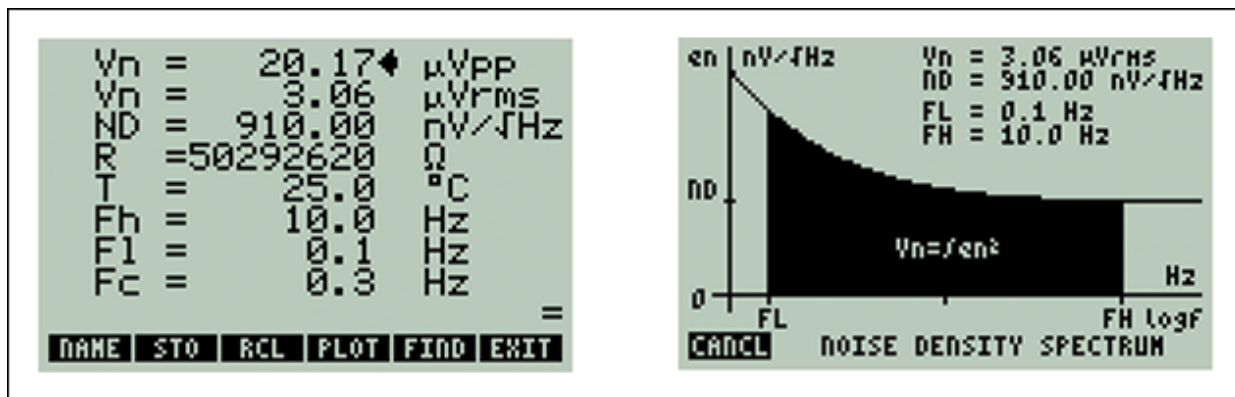 Vn = 20.17 µVpp
Vn = 3.06 µVrms
ND = 910.00 nV/√Hz
R =50292620 Ω
T = 25.0 °C
Fh = 10.0 Hz
Fl = 0.1 Hz
Fc = 0.3 Hz
=
NAME STO RCL PLOT FIND EXIT
en nV/√Hz
Vn = 3.06 µVrms
ND = 910.00 nV/√Hz
FL = 0.1 Hz
FH = 10.0 Hz
ND
Vn=∫en²
Hz
0
FL FH logf
CANCL NOISE DENSITY SPECTRUM